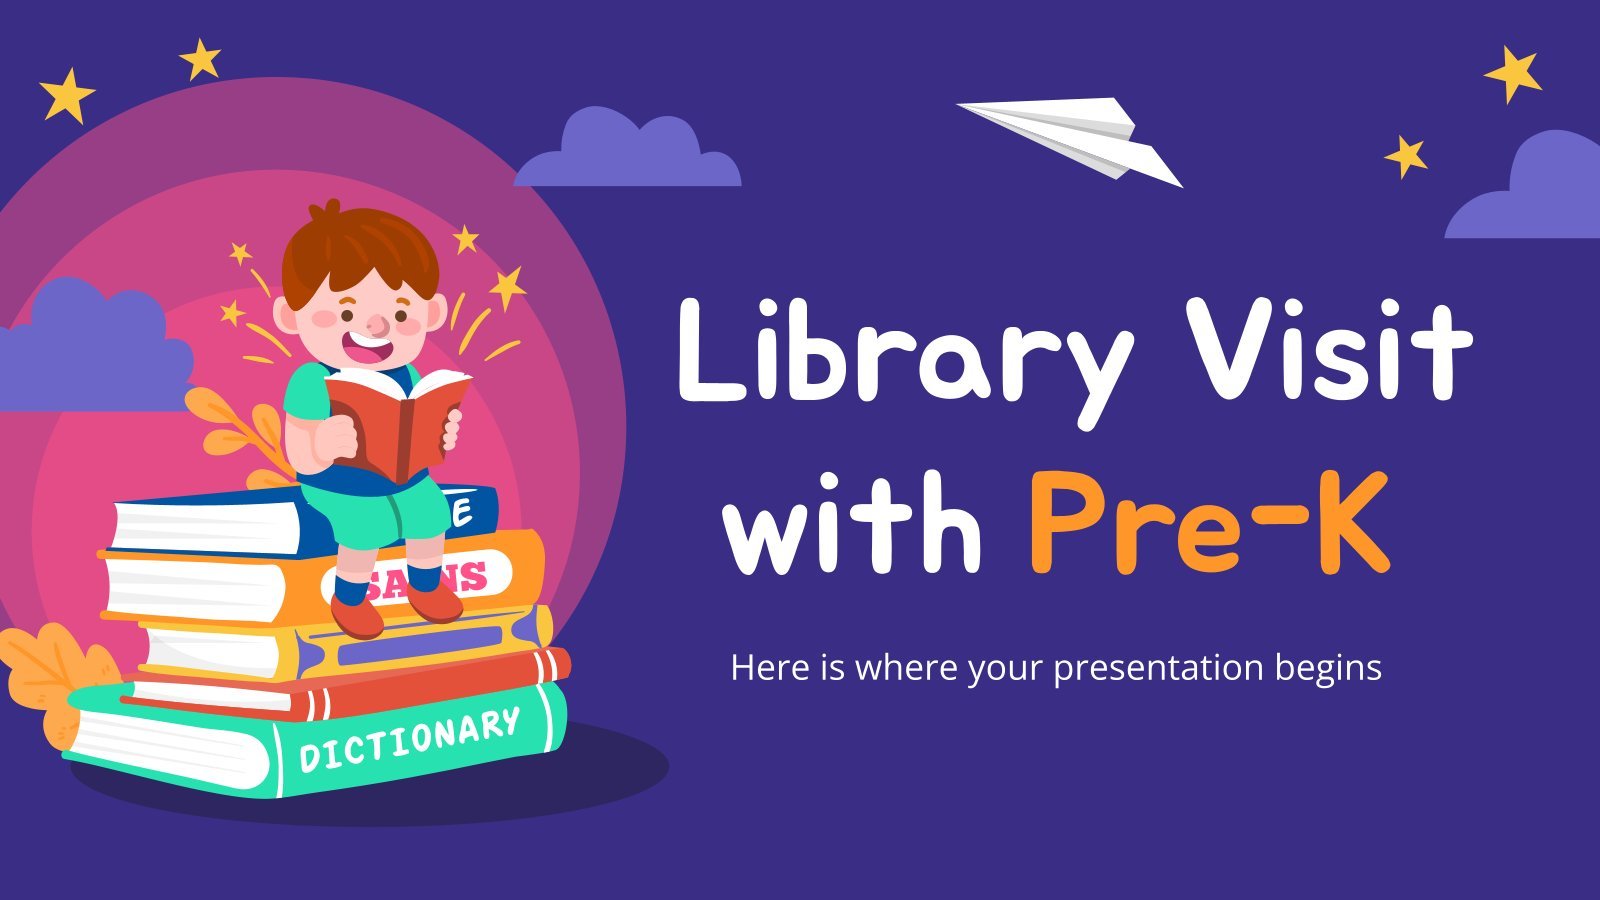 Library Visit
with Pre-K
Here is where your presentation begins
DICTIONARY